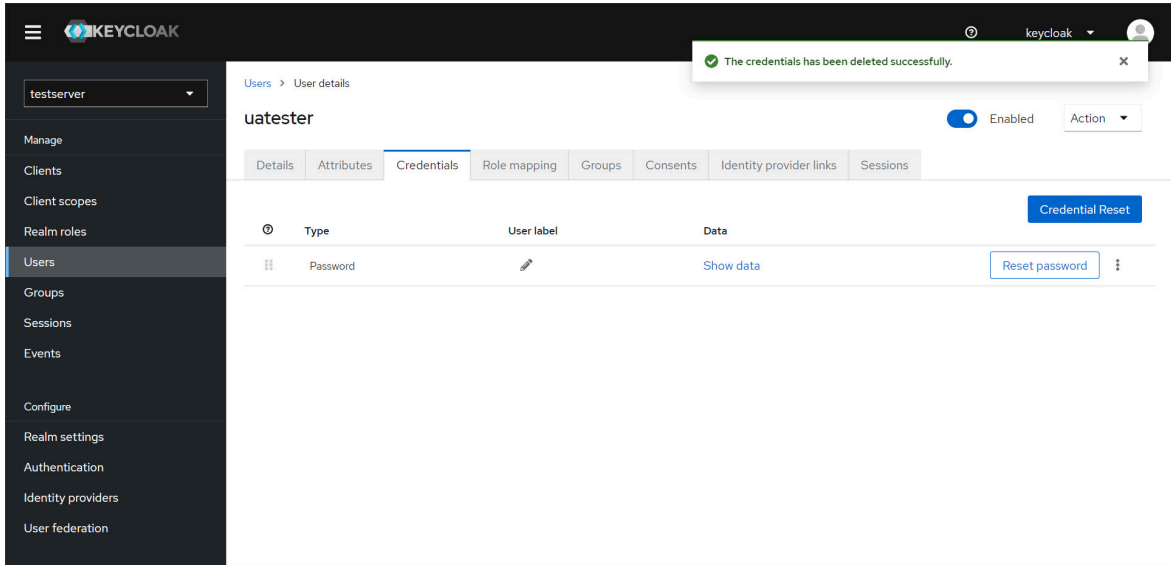 KEYCLOAK
keycloak
The credentials has been deleted successfully.
testserver
Manage
Clients
Client scopes
Realm roles
Users
Groups
Sessions
Events
Configure
Realm settings
Authentication
Identity providers
User federation
Users > User details
uatester
Enabled
Action
Details Attributes Credentials Role mapping Groups Consents Identity provider links Sessions
Credential Reset
Type User label Data
Password Show data Reset password